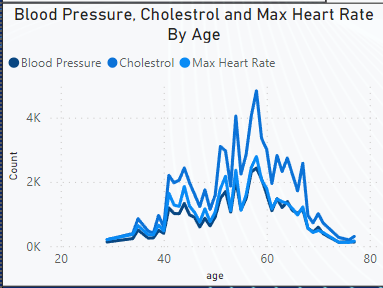 Blood Pressure, Cholestrol and Max Heart Rate
By Age
Blood Pressure Cholestrol Max Heart Rate
4K
2K
0K
Count
20 40 60 80
age